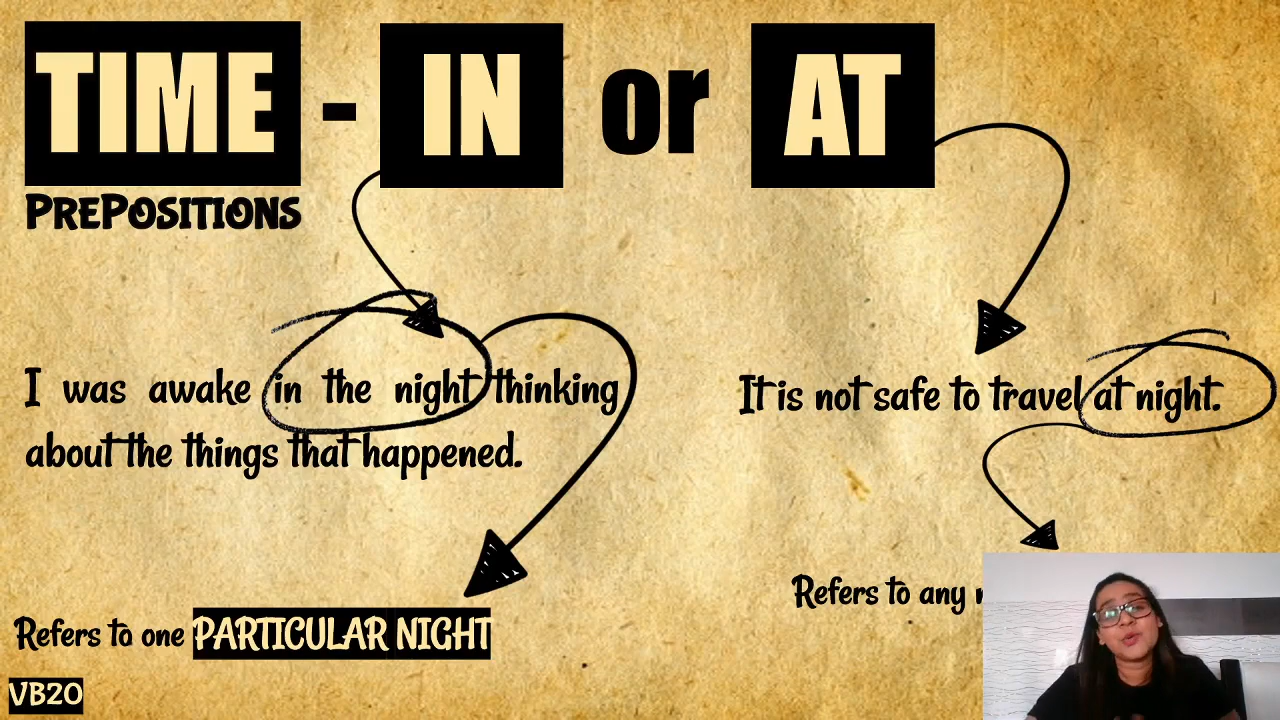 TIME - IN or AT
PREPOSITIONS
I was awake in the night thinking
about the things that happened.
It is not safe to travel at night.
Refers to any
Refers to one PARTICULAR NIGHT
VB20